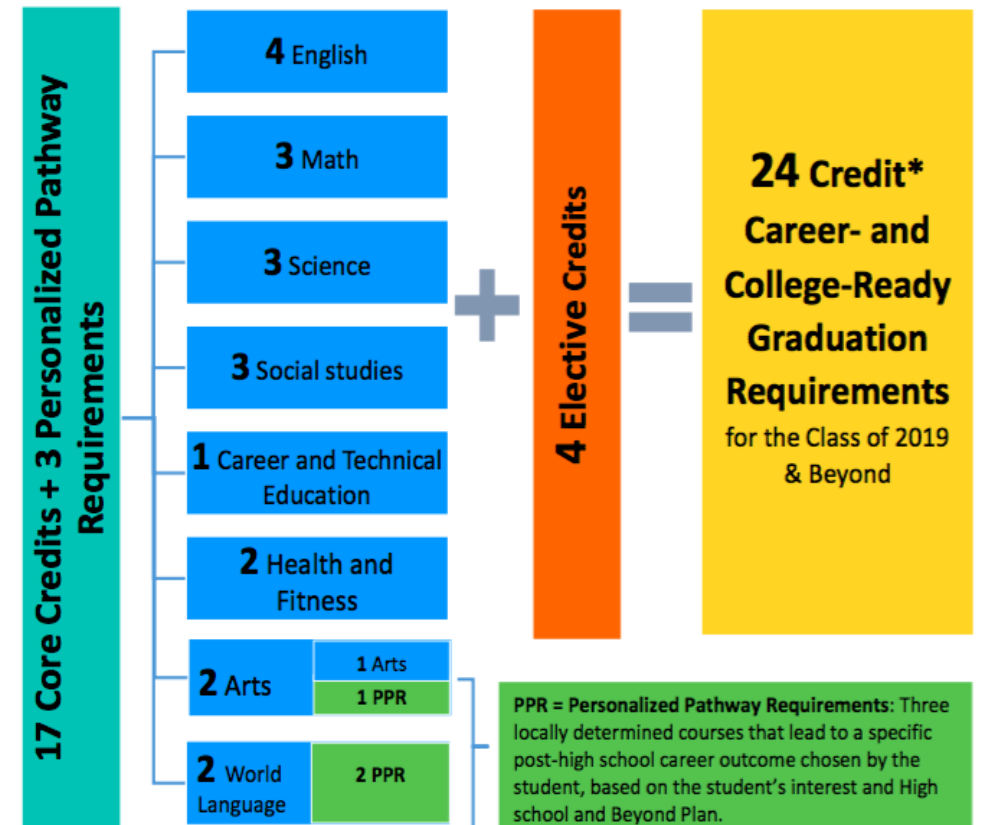 17 Core Credits + 3 Personalized Pathway
Requirements
4 English
3 Math
3 Science
3 Social studies
1 Career and Technical
Education
2 Health and
Fitness
2 Arts
1 Arts
1 PPR
2 World
Language
2 PPR
+
4 Elective Credits
=
24 Credit*
Career- and
College-Ready
Graduation
Requirements
for the Class of 2019
& Beyond
PPR = Personalized Pathway Requirements: Three
locally determined courses that lead to a specific
post-high school career outcome chosen by the
student, based on the student’s interest and High
school and Beyond Plan.